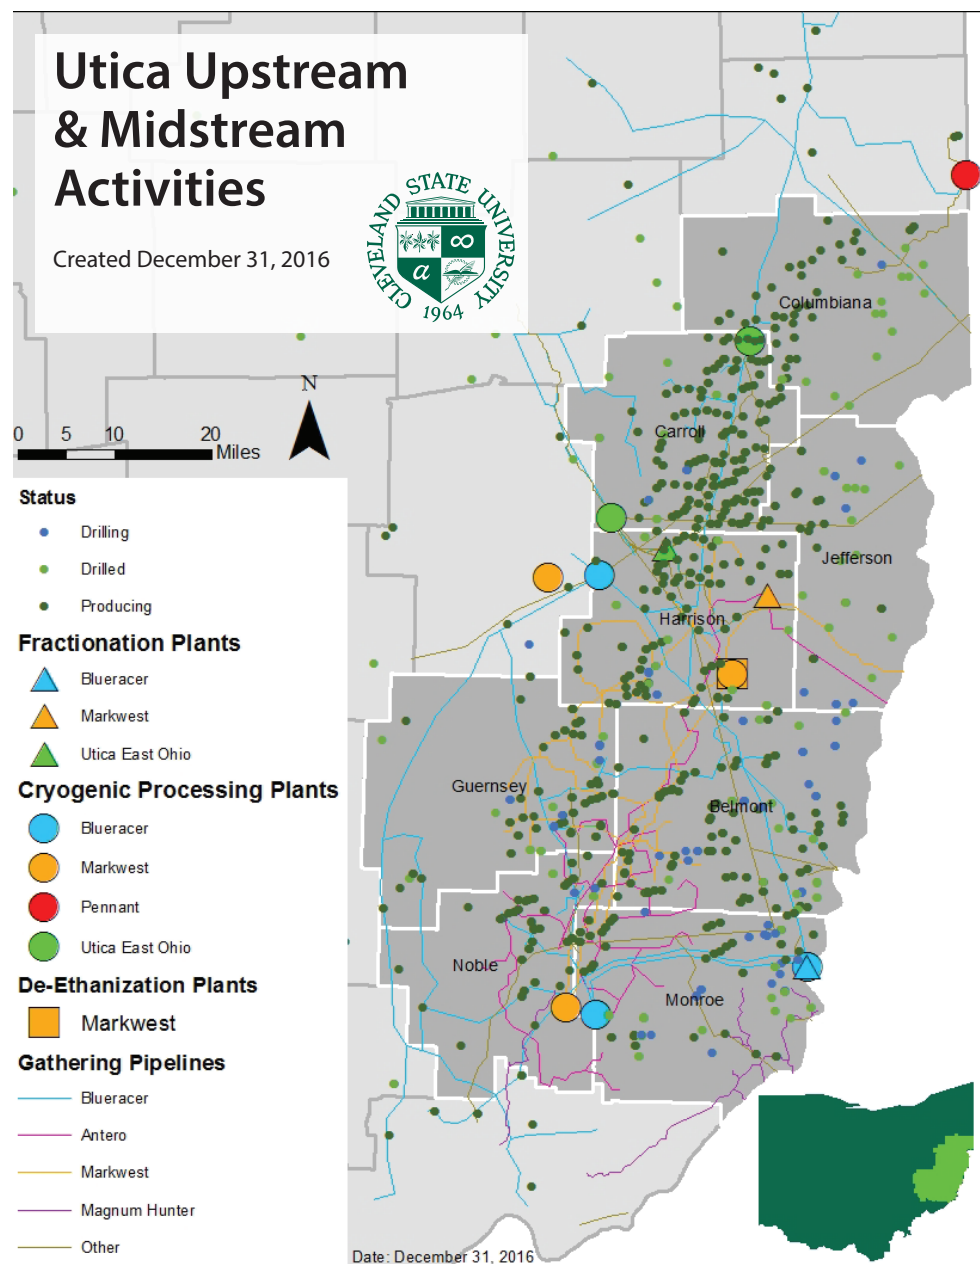 Utica Upstream
& Midstream
Activities
Created December 31, 2016
CLEVELAND STATE UNIVERSITY
a
∞
1964
N
0 5 10 20
Miles
Status
Drilling
Drilled
Producing
Fractionation Plants
Blueracer
Markwest
Utica East Ohio
Cryogenic Processing Plants
Blueracer
Markwest
Pennant
Utica East Ohio
De-Ethanization Plants
Markwest
Gathering Pipelines
Blueracer
Antero
Markwest
Magnum Hunter
Other
Columbiana
Carroll
Jefferson
Harrison
Guernsey
Belmont
Noble
Monroe
Date: December 31, 2016